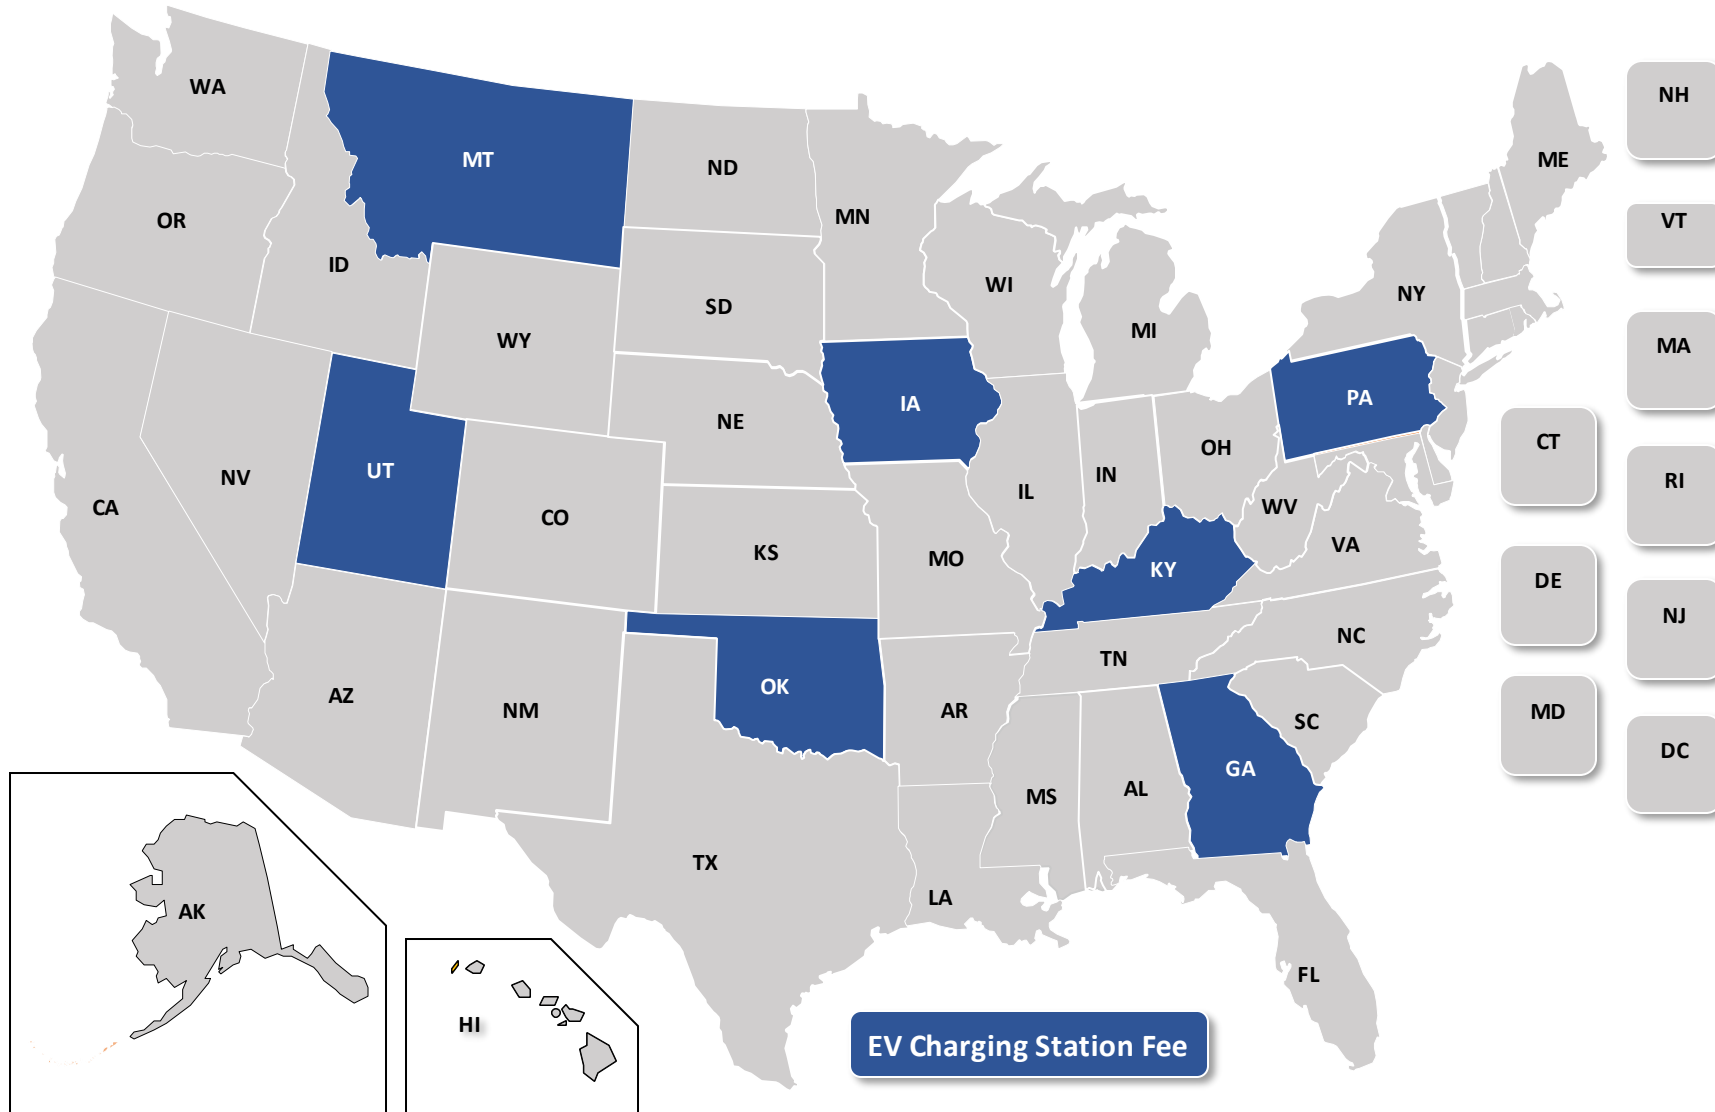 WA
MT
ND
MN
OR
ID
SD
WY
WI
MI
NY
ME
NH
VT
MA
CT
RI
NE
IA
PA
NV
UT
CA
CO
KS
MO
IL
IN
OH
WV
VA
KY
DE
NJ
NC
TN
AZ
NM
OK
AR
SC
MD
DC
MS
AL
GA
TX
LA
FL
AK
HI
EV Charging Station Fee